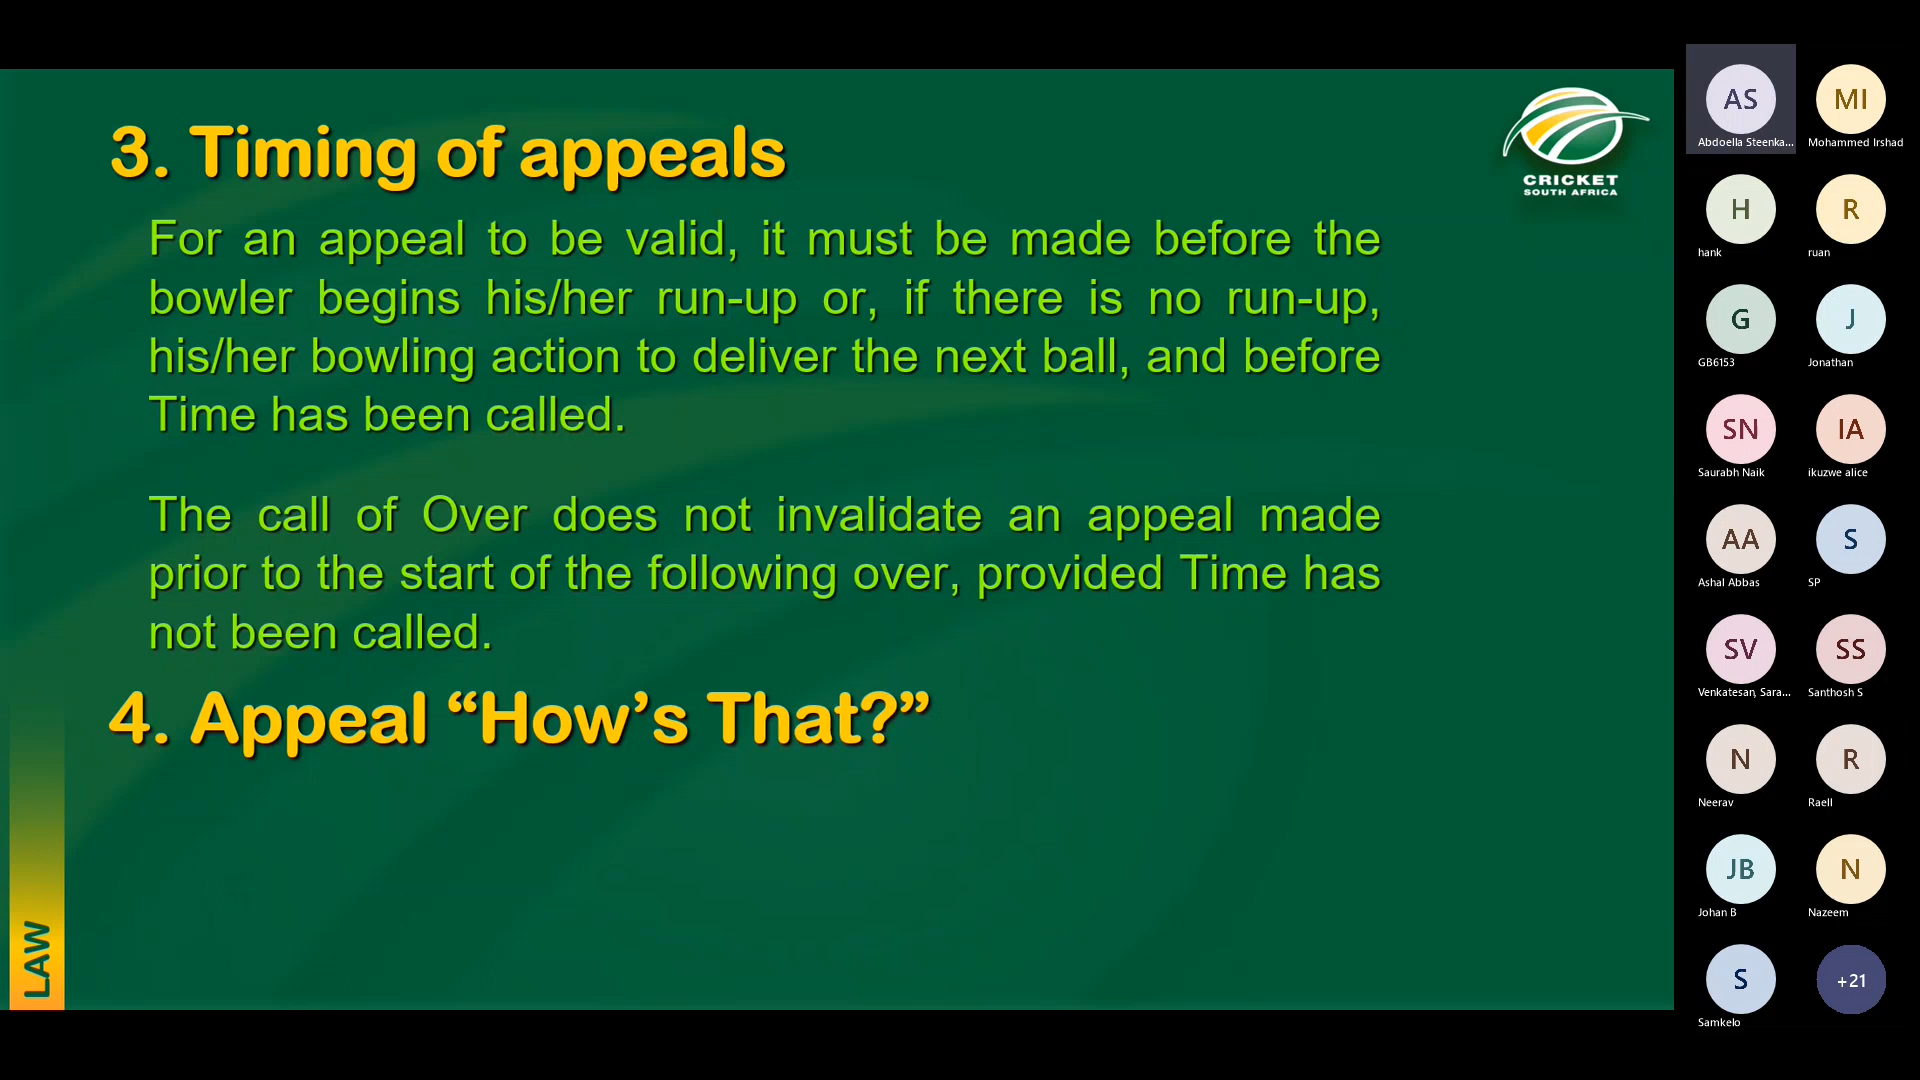 3. Timing of appeals
For an appeal to be valid, it must be made before the
bowler begins his/her run-up or, if there is no run-up,
his/her bowling action to deliver the next ball, and before
Time has been called.
The call of Over does not invalidate an appeal made
prior to the start of the following over, provided Time has
not been called.
4. Appeal “How’s That?”
LAW
CRICKET
SOUTH AFRICA
AS
Abdoella Steenka...
MI
Mohammed Irshad
H
hank
R
ruan
G
GB6153
J
Jonathan
SN
Saurabh Naik
IA
ikuzwe alice
AA
Ashal Abbas
S
SP
SV
Venkatesan, Sara...
SS
Santhosh S
N
Neerav
R
Raell
JB
Johan B
N
Nazeem
S
Samkelo
+21